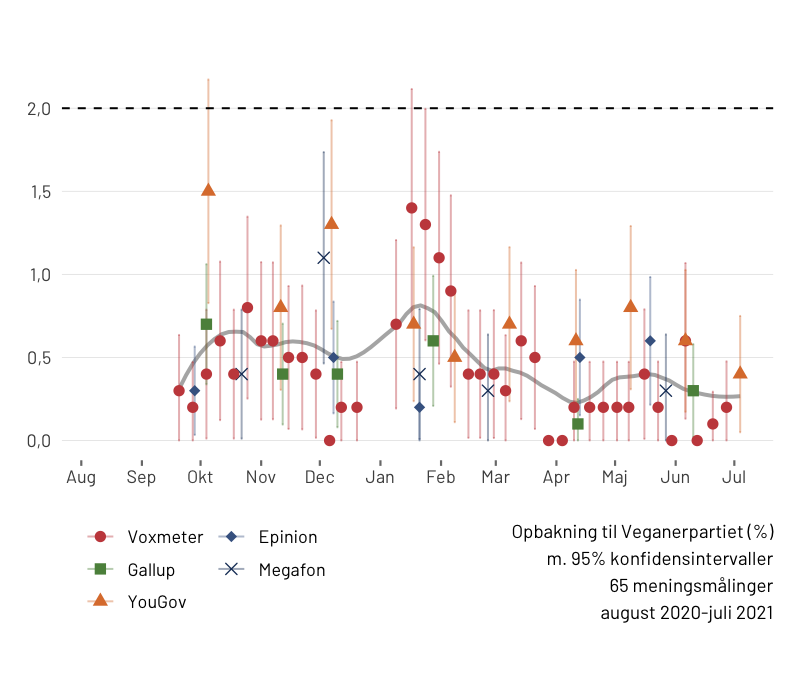 2,0
1,5
1,0
0,5
0,0
Aug Sep Okt Nov Dec Jan Feb Mar Apr Maj Jun Jul
Voxmeter
Epinion
Gallup
Megafon
YouGov
Opbakning til Veganerpartiet (%)
m. 95% konfidensintervaller
65 meningsmålinger
august 2020-juli 2021